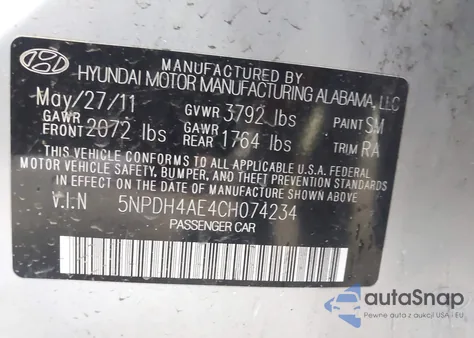 MANUFACTURED BY
HYUNDAI MOTOR MANUFACTURING ALABAMA, LLC
May/27/11 GVWR 3792 lbs PAINT SM
GAWR FRONT 2072 lbs GAWR REAR 1764 lbs TRIM RA
THIS VEHICLE CONFORMS TO ALL APPLICABLE U.S.A. FEDERAL
MOTOR VEHICLE SAFETY, BUMPER, AND THEFT PREVENTION
STANDARDS IN EFFECT ON THE DATE OF MANUFACTURE SHOWN
ABOVE.
V.I.N 5NPDH4AE4CH074234
PASSENGER CAR
autoSnap
Pewne auta z aukcji USA i EU